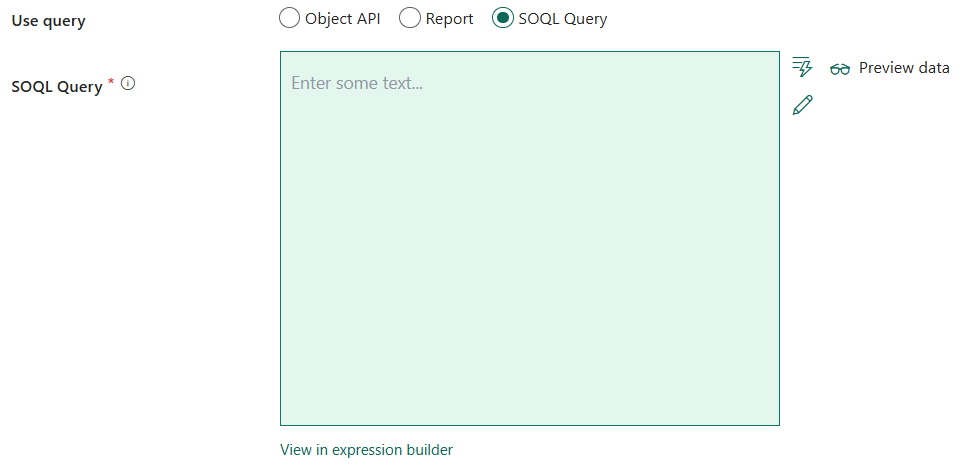 Use query
Object API
Report
SOQL Query
SOQL Query *
Enter some text...
Preview data
View in expression builder